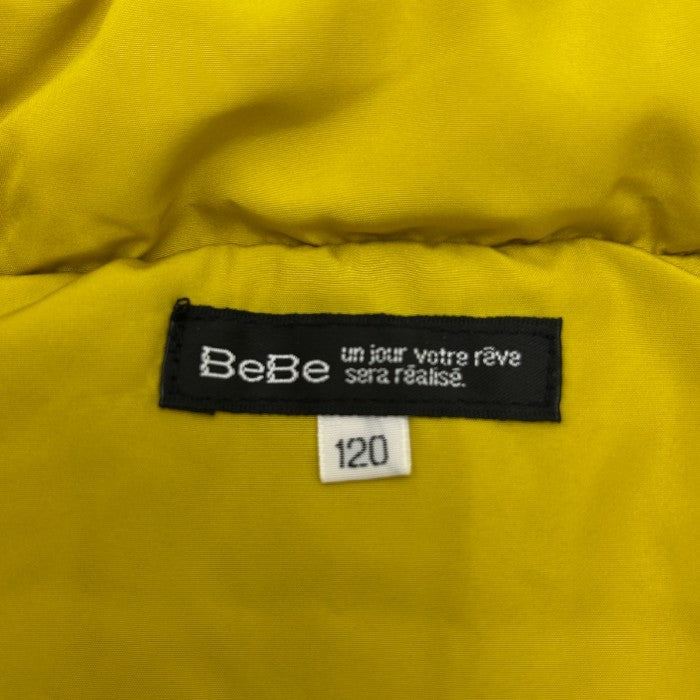 BeBe
un jour votre rêve
sera réalisé.
120